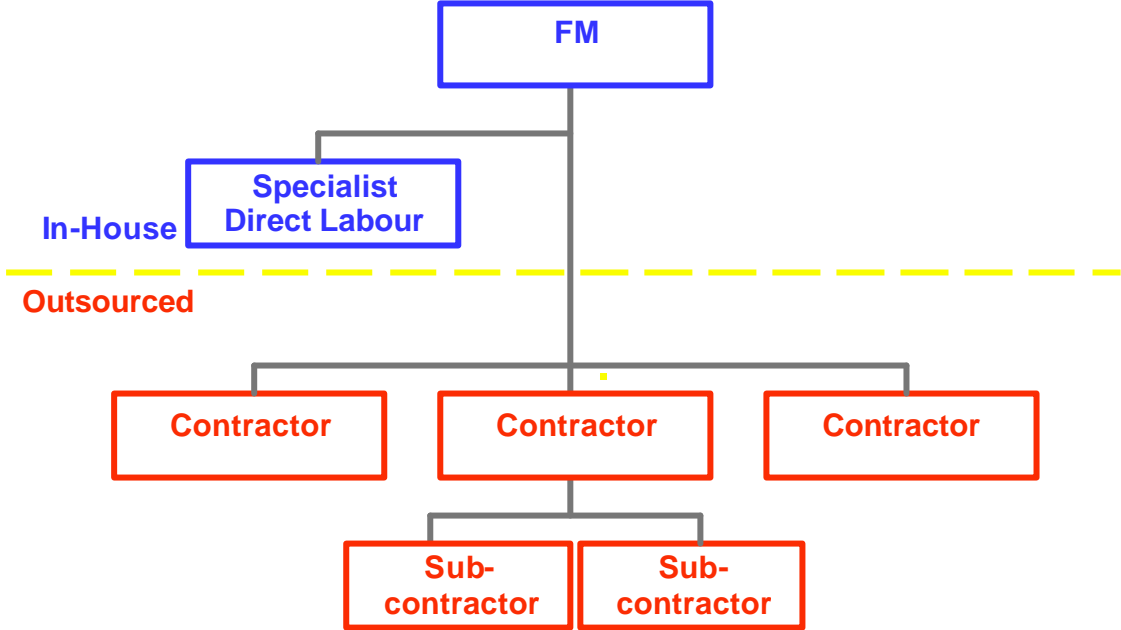 FM
Specialist
Direct Labour
In-House
Outsourced
Contractor
Contractor
Contractor
Sub-
contractor
Sub-
contractor